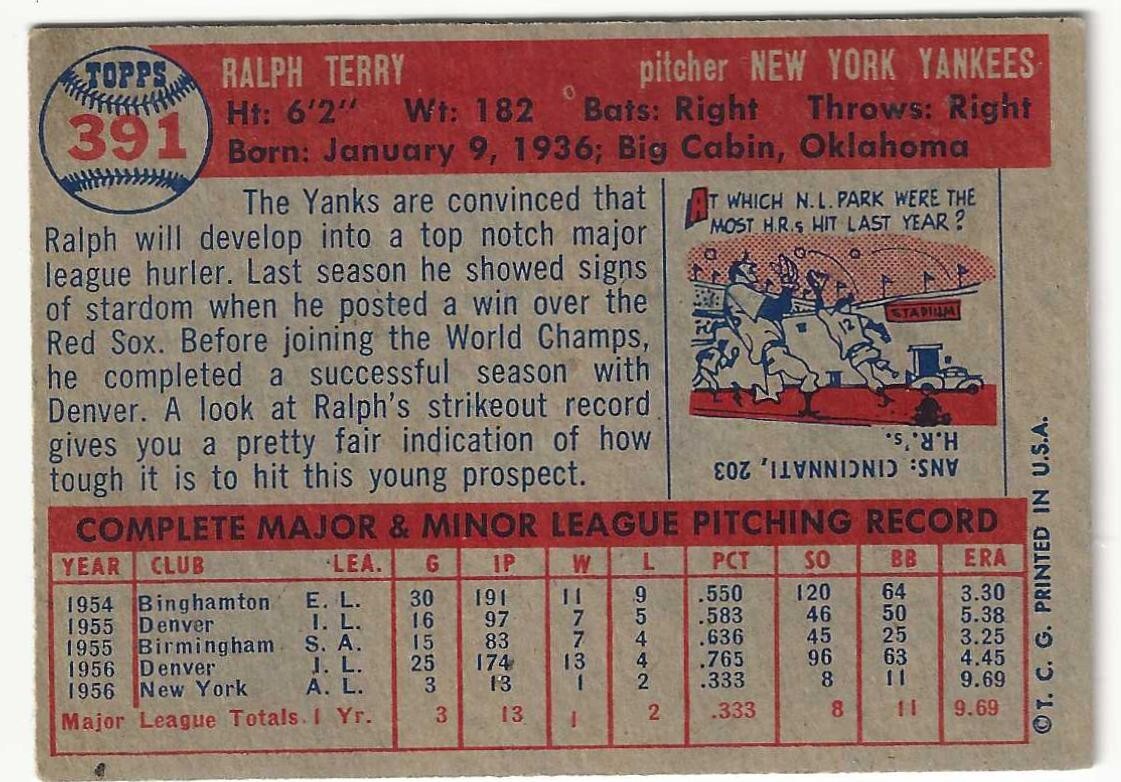 TOPPS
391
RALPH TERRY pitcher NEW YORK YANKEES
Ht: 6'2" Wt: 182 Bats: Right Throws: Right
Born: January 9, 1936; Big Cabin, Oklahoma
The Yanks are convinced that
Ralph will develop into a top notch major
league hurler. Last season he showed signs
of stardom when he posted a win over the
Red Sox. Before joining the World Champs,
he completed a successful season with
Denver. A look at Ralph's strikeout record
gives you a pretty fair indication of how
tough it is to hit this young prospect.
AT WHICH N.L. PARK WERE THE
MOST H.R.s HIT LAST YEAR?
STADIUM
12
ANS: CINCINNATI, 203
H.R.'s.
COMPLETE MAJOR & MINOR LEAGUE PITCHING RECORD
YEAR CLUB LEA. G IP W L PCT SO BB ERA
1954 Binghamton E. L. 30 191 11 9 .550 120 64 3.30
1955 Denver I. L. 16 97 7 5 .583 46 50 5.38
1955 Birmingham S. A. 15 83 7 4 .636 45 25 3.25
1956 Denver I. L. 25 174 13 4 .765 96 63 4.45
1956 New York A. L. 3 13 1 2 .333 8 11 9.69
Major League Totals 1 Yr. 3 13 1 2 .333 8 11 9.69
©T. C. G. PRINTED IN U.S.A.